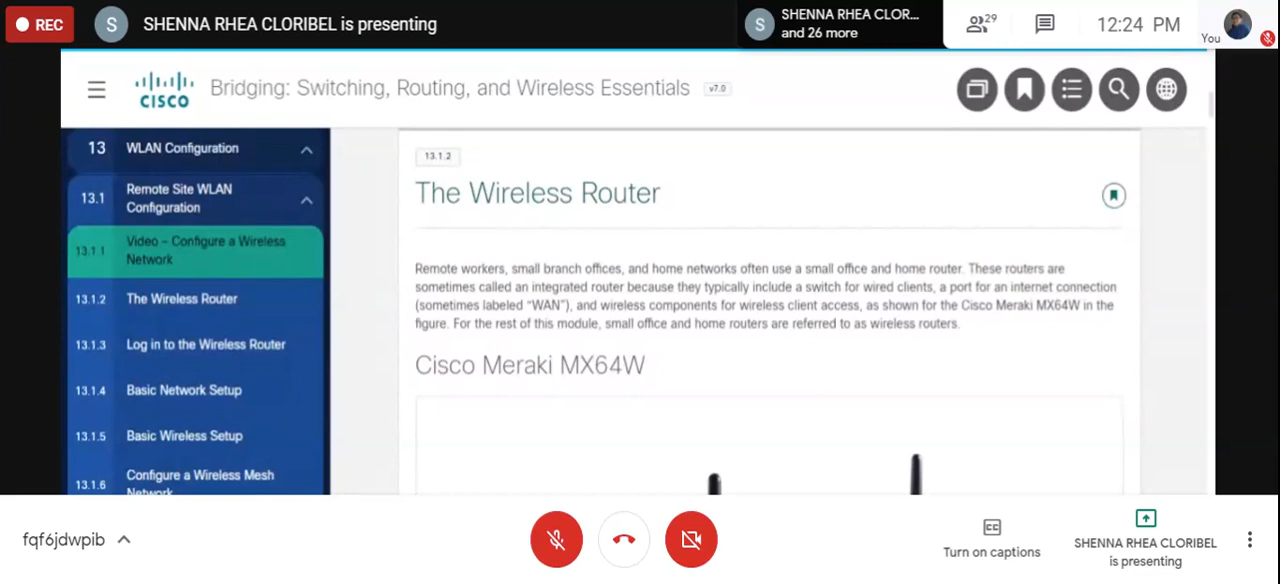 REC
S
SHENNA RHEA CLORIBEL is presenting
S
SHENNA RHEA CLOR...
and 26 more
29
12:24 PM
You
CISCO
Bridging: Switching, Routing, and Wireless Essentials
v7.0
13 WLAN Configuration
13.1 Remote Site WLAN
Configuration
13.1.1 Video – Configure a Wireless
Network
13.1.2 The Wireless Router
13.1.3 Log in to the Wireless Router
13.1.4 Basic Network Setup
13.1.5 Basic Wireless Setup
13.1.6 Configure a Wireless Mesh
Network
13.1.2
The Wireless Router
Remote workers, small branch offices, and home networks often use a small office and home router. These routers are
sometimes called an integrated router because they typically include a switch for wired clients, a port for an internet connection
(sometimes labeled “WAN”), and wireless components for wireless client access, as shown for the Cisco Meraki MX64W in the
figure. For the rest of this module, small office and home routers are referred to as wireless routers.
Cisco Meraki MX64W
fqf6jdwpib
CC
Turn on captions
SHENNA RHEA CLORIBEL
is presenting